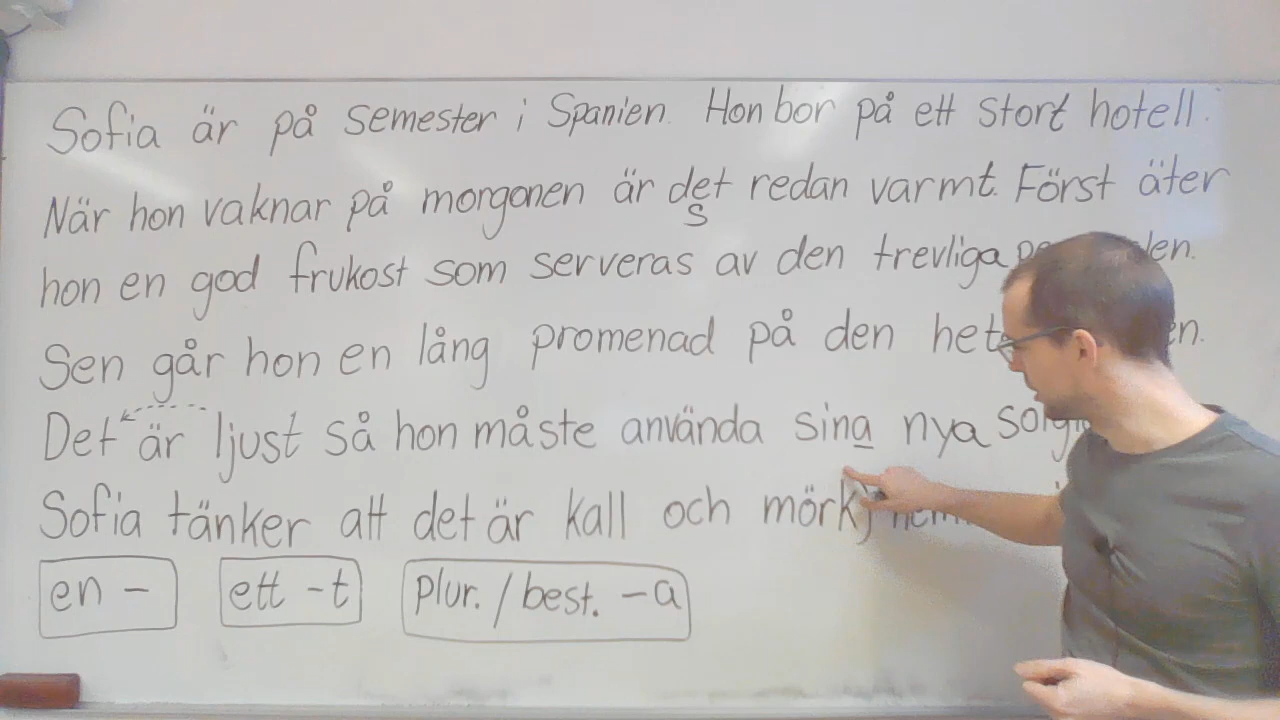 Sofia är på semester i Spanien. Hon bor på ett stort hotell.
När hon vaknar på morgonen är det redan varmt. Först äter
s
hon en god frukost som serveras av den trevliga
Sen går hon en lång promenad på den
Det är ljust så hon måste använda sina nya
Sofia tänker att det är kall och mörk
en –
ett -t
plur. / best. -a